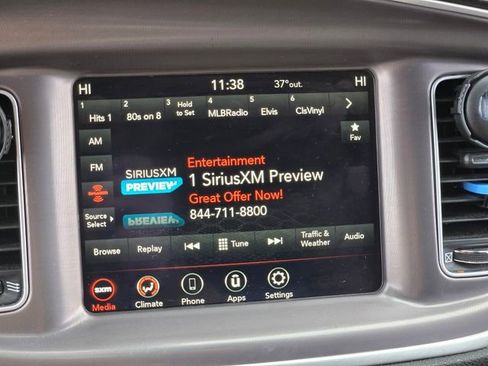 HI 11:38 37°out. HI
1 Hits 1 2 80s on 8 3 Hold to Set 4 MLBRadio 5 Elvis 6 ClsVinyl
AM
Fav
FM
Entertainment
SIRIUSXM 1 SiriusXM Preview
PREVIEW
Great Offer Now!
SIRIUSXM
844-711-8800
PREVIEW
Source Select
Browse Replay Tune Traffic & Weather Audio
sxm
Media Climate Phone Apps Settings